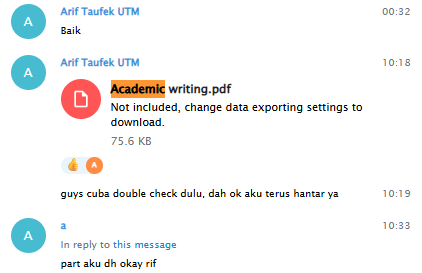 A
Arif Taufek UTM 00:32
Baik
A
Arif Taufek UTM 10:18
Academic writing.pdf
Not included, change data exporting settings to
download.
75.6 KB
A
guys cuba double check dulu, dah ok aku terus hantar ya 10:19
A
a 10:33
In reply to this message
part aku dh okay rif